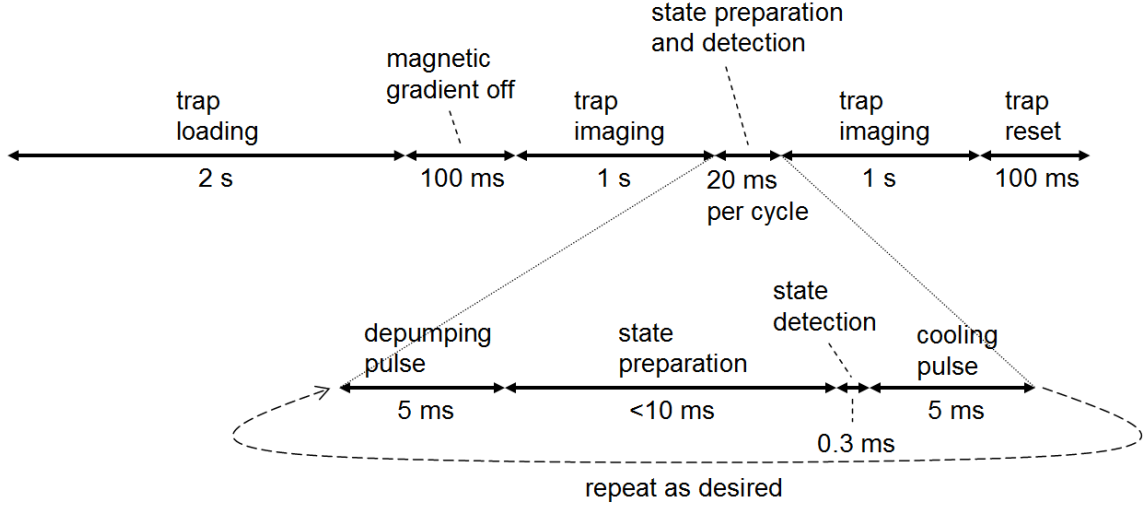 state preparation
and detection
magnetic
gradient off
trap
loading
trap
imaging
trap
imaging
trap
reset
2 s
100 ms
1 s
20 ms
per cycle
1 s
100 ms
depumping
pulse
state
preparation
state
detection
cooling
pulse
5 ms
<10 ms
0.3 ms
5 ms
repeat as desired